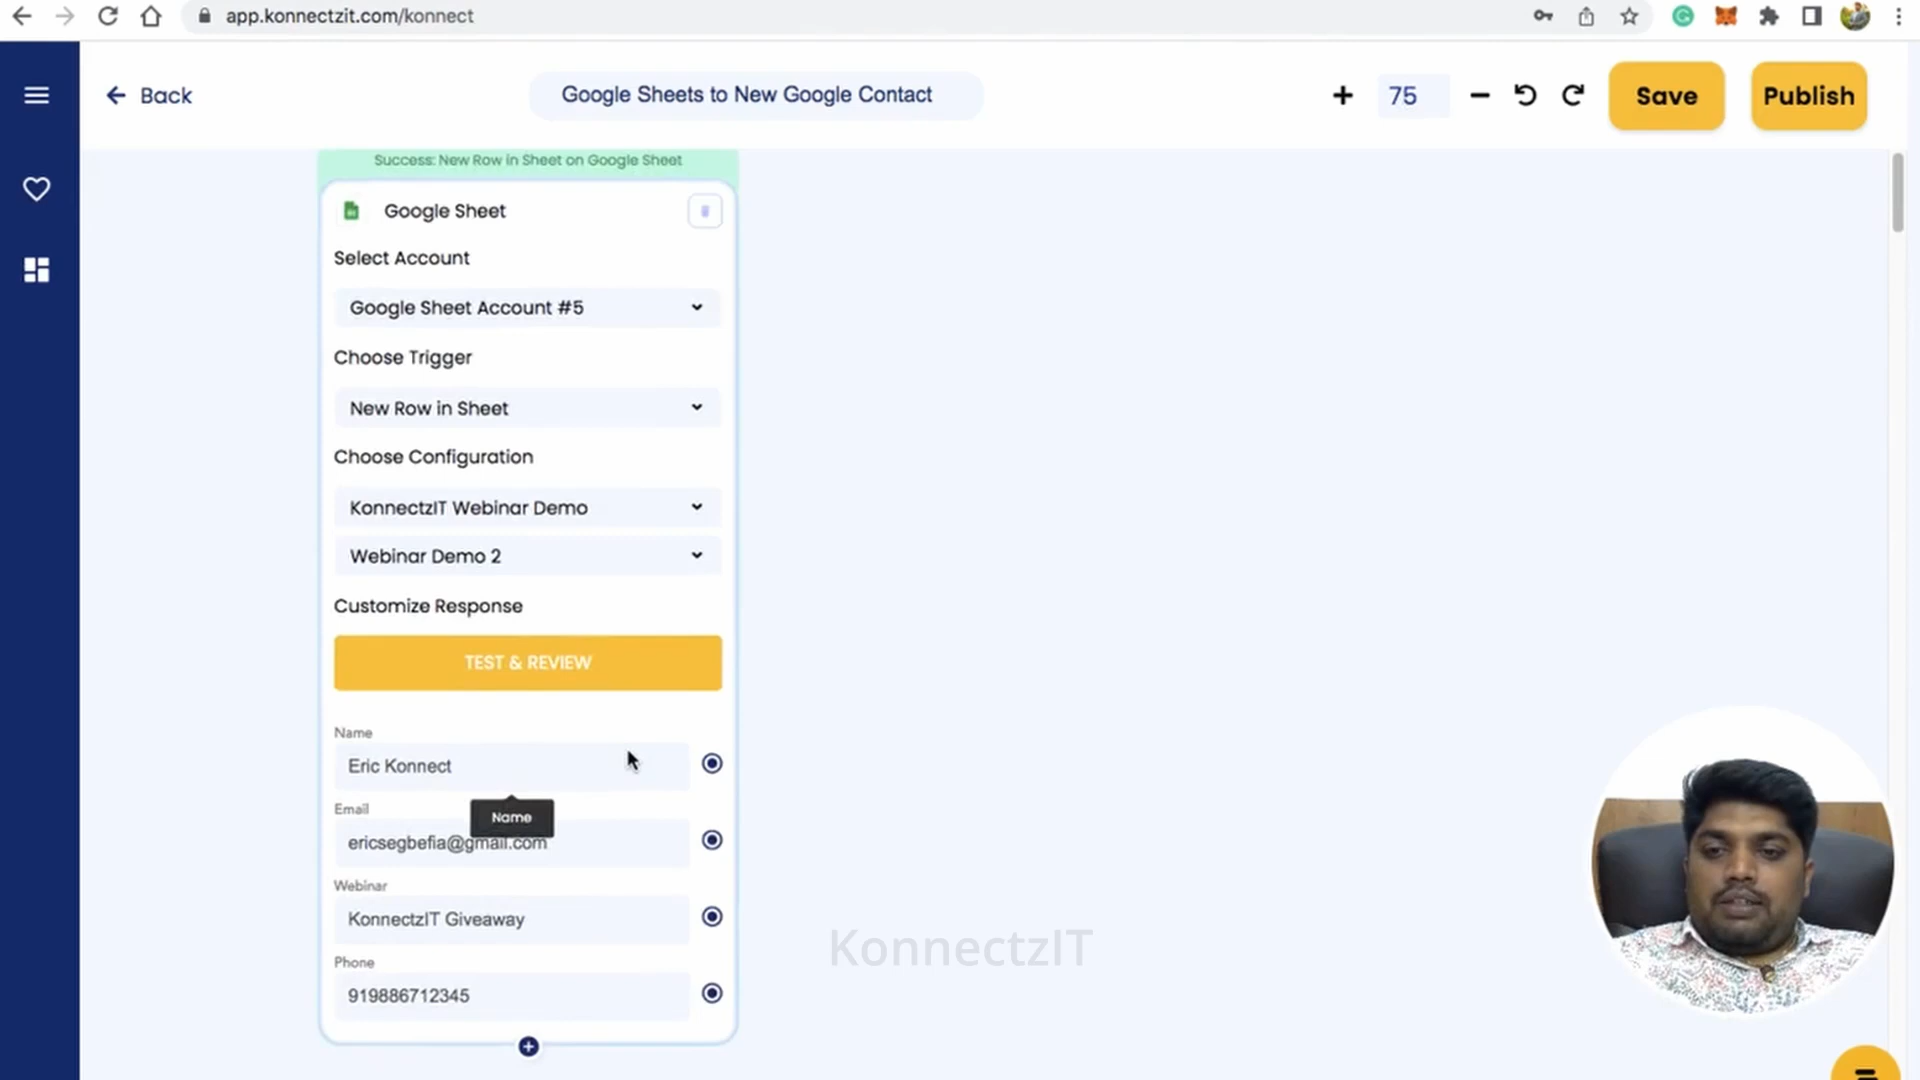 app.konnectzit.com/konnect
Back
Google Sheets to New Google Contact
75
Save
Publish
Success: New Row in Sheet on Google Sheet
Google Sheet
Select Account
Google Sheet Account #5
Choose Trigger
New Row in Sheet
Choose Configuration
KonnectzIT Webinar Demo
Webinar Demo 2
Customize Response
TEST & REVIEW
Name
Eric Konnect
Email
Name
ericsegbefia@gmail.com
Webinar
KonnectzIT Giveaway
Phone
919886712345
KonnectzIT